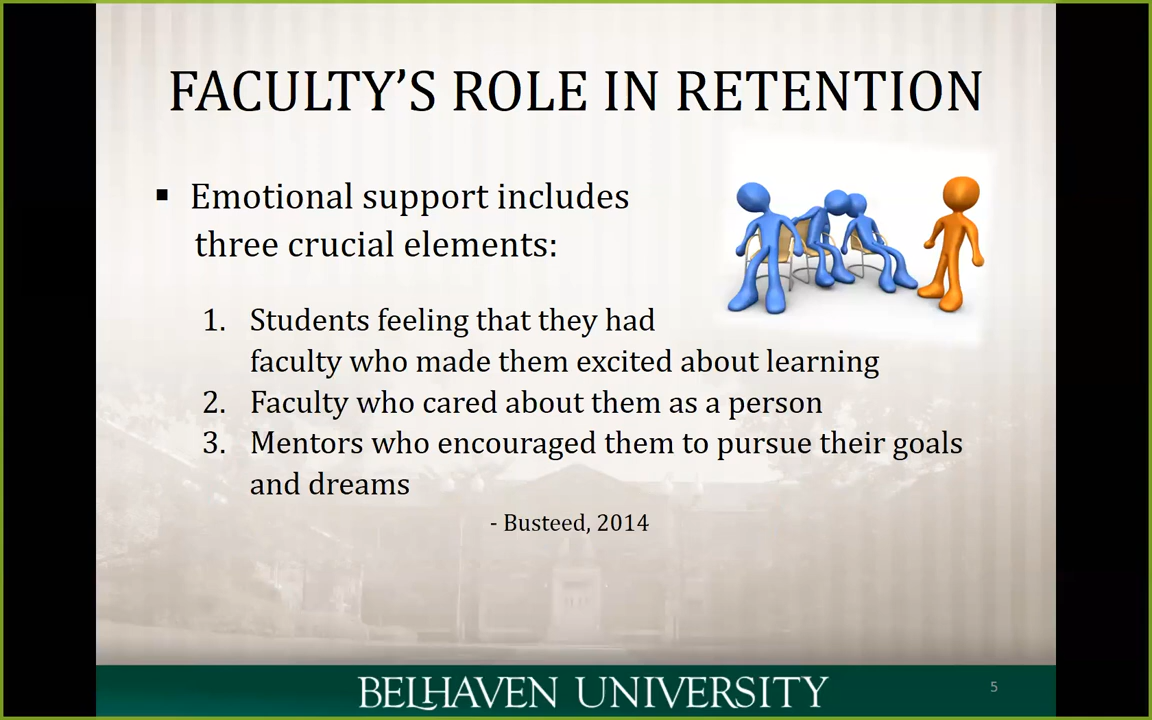 FACULTY’S ROLE IN RETENTION
▪ Emotional support includes
three crucial elements:
1. Students feeling that they had
faculty who made them excited about learning
2. Faculty who cared about them as a person
3. Mentors who encouraged them to pursue their goals
and dreams
- Busteed, 2014
BELHAVEN UNIVERSITY
5